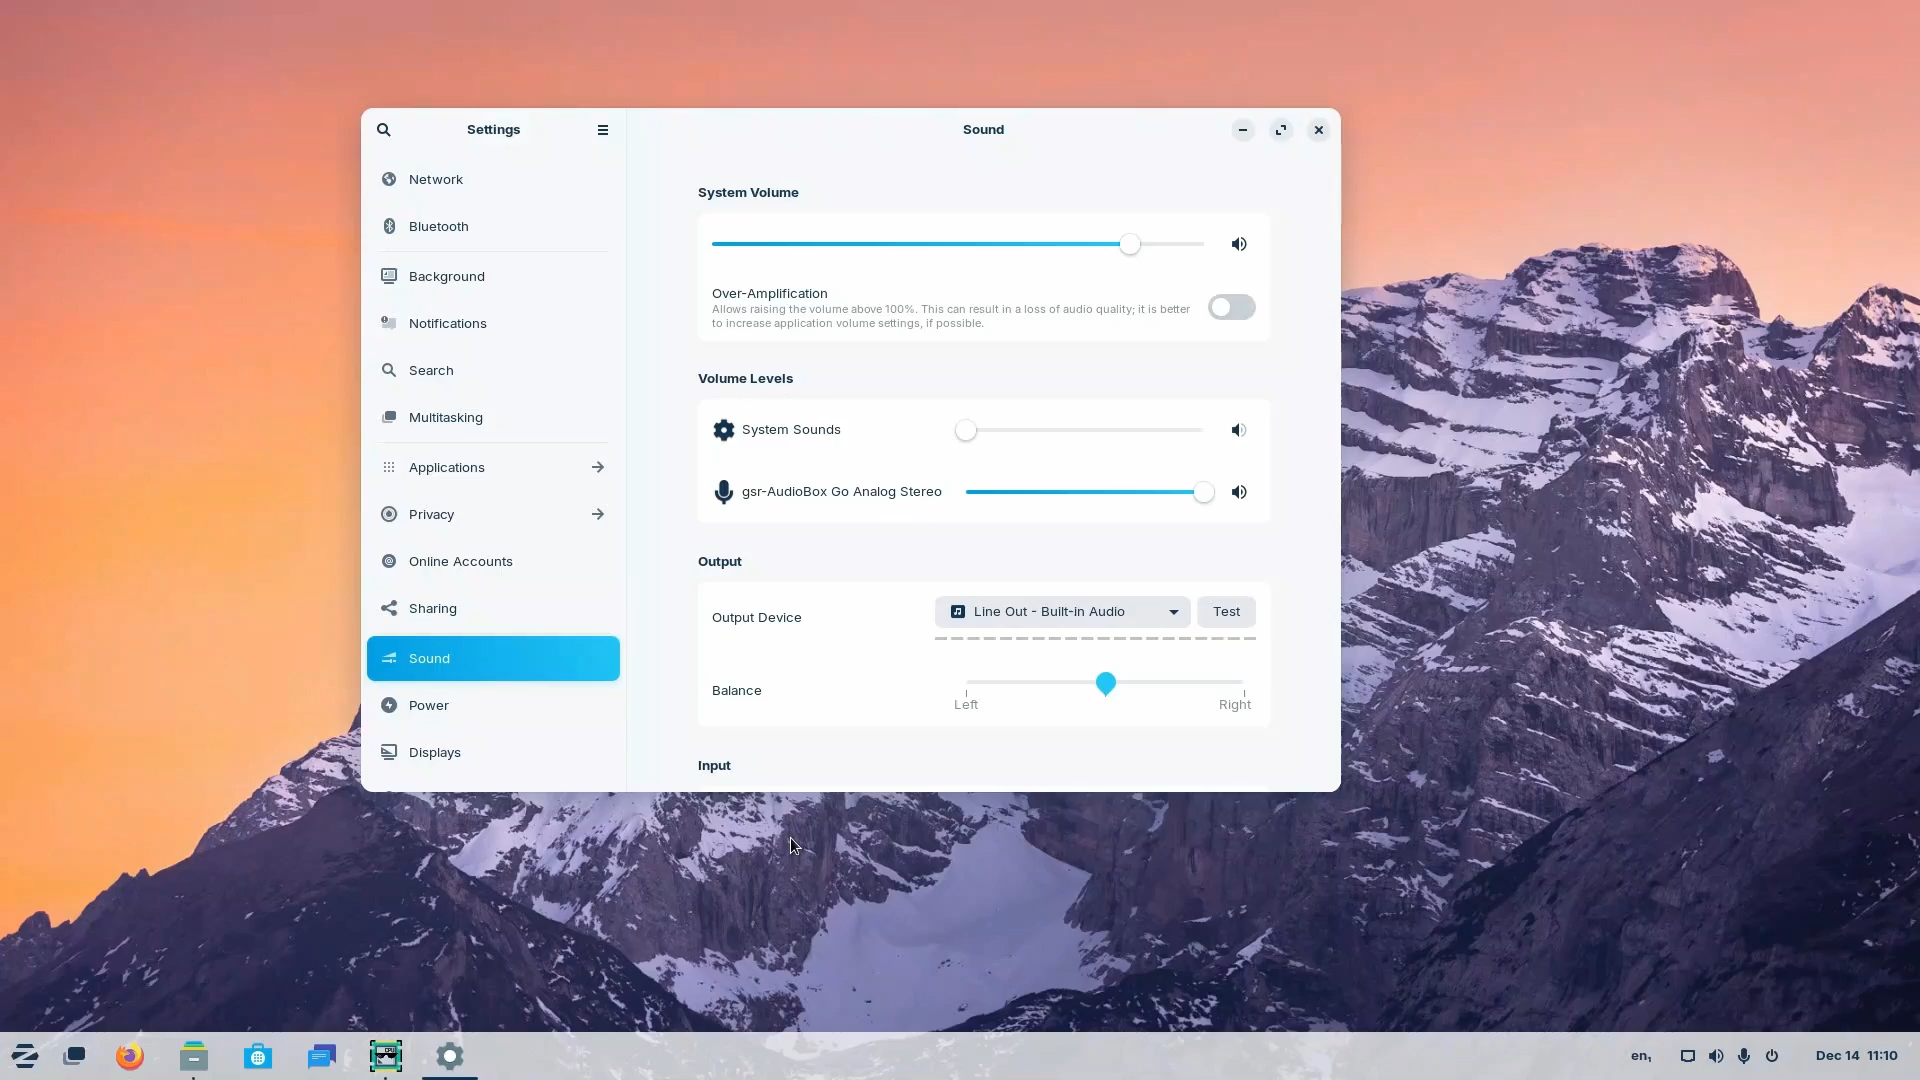 Settings
Sound
Network
Bluetooth
Background
Notifications
Search
Multitasking
Applications
Privacy
Online Accounts
Sharing
Sound
Power
Displays
System Volume
Over-Amplification
Allows raising the volume above 100%. This can result in a loss of audio quality; it is better
to increase application volume settings, if possible.
Volume Levels
System Sounds
gsr-AudioBox Go Analog Stereo
Output
Output Device
Line Out - Built-in Audio
Test
Balance
Left
Right
Input
en₁
Dec 14 11:10